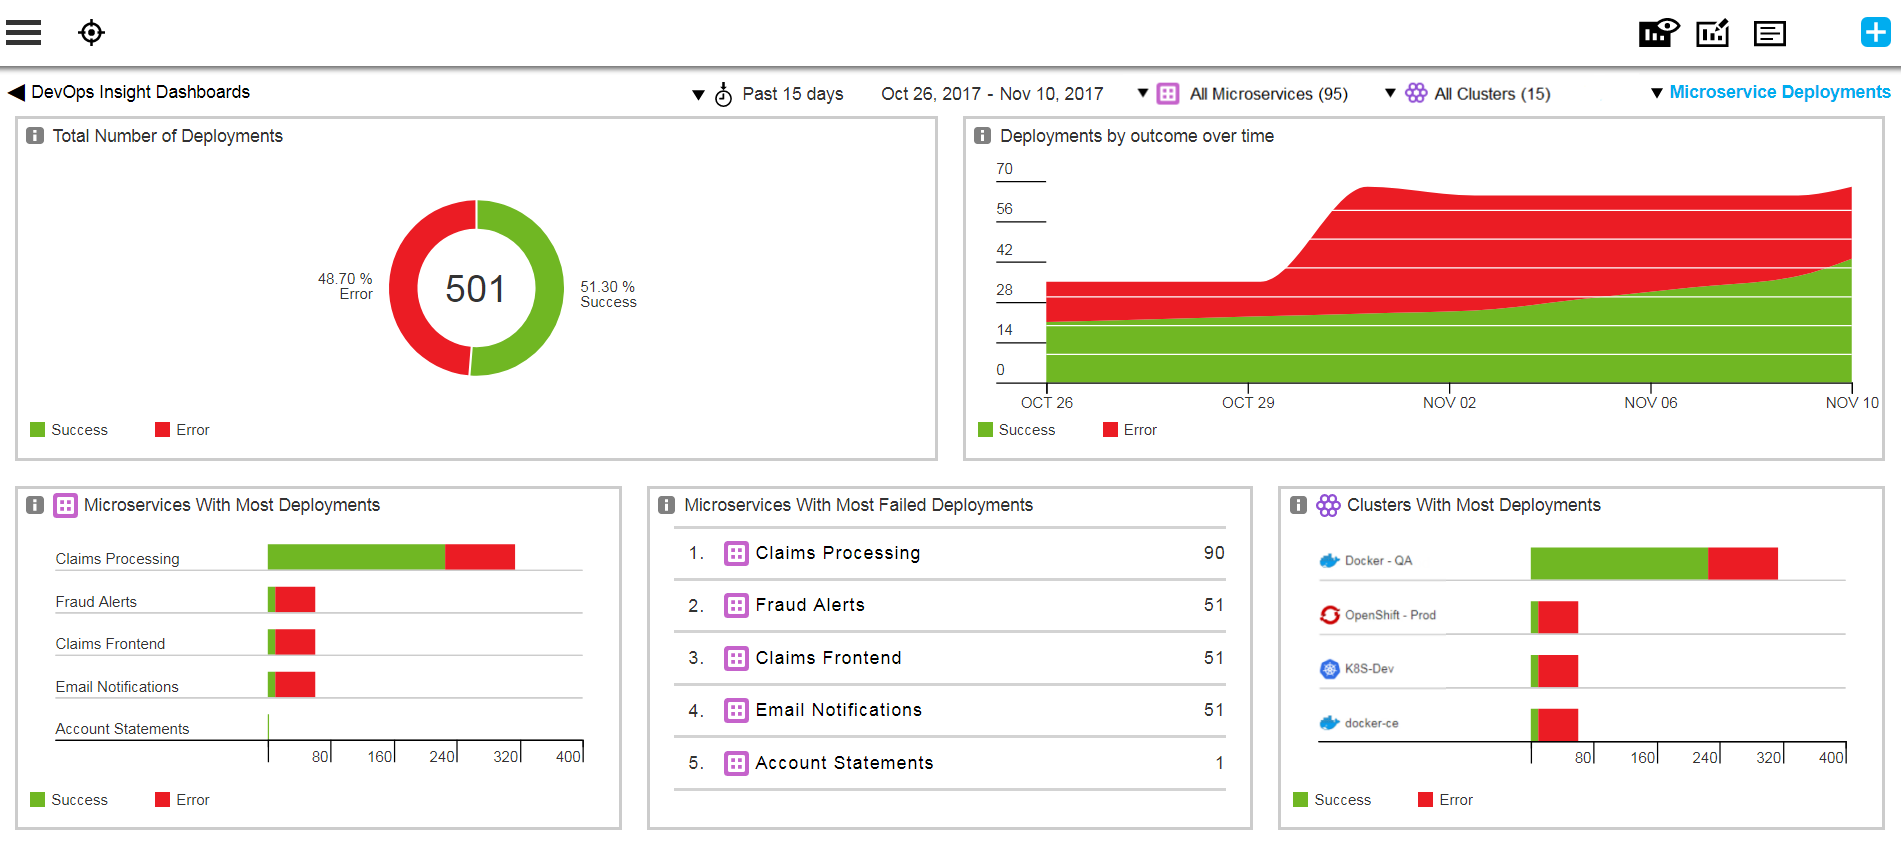 DevOps Insight Dashboards
Past 15 days
Oct 26, 2017 - Nov 10, 2017
All Microservices (95)
All Clusters (15)
Microservice Deployments
Total Number of Deployments
48.70 %
Error
501
51.30 %
Success
Success
Error
Deployments by outcome over time
70
56
42
28
14
0
OCT 26
OCT 29
NOV 02
NOV 06
NOV 10
Success
Error
Microservices With Most Deployments
Claims Processing
Fraud Alerts
Claims Frontend
Email Notifications
Account Statements
80
160
240
320
400
Success
Error
Microservices With Most Failed Deployments
1. Claims Processing 90
2. Fraud Alerts 51
3. Claims Frontend 51
4. Email Notifications 51
5. Account Statements 1
Clusters With Most Deployments
Docker - QA
OpenShift - Prod
K8S-Dev
docker-ce
80
160
240
320
400
Success
Error